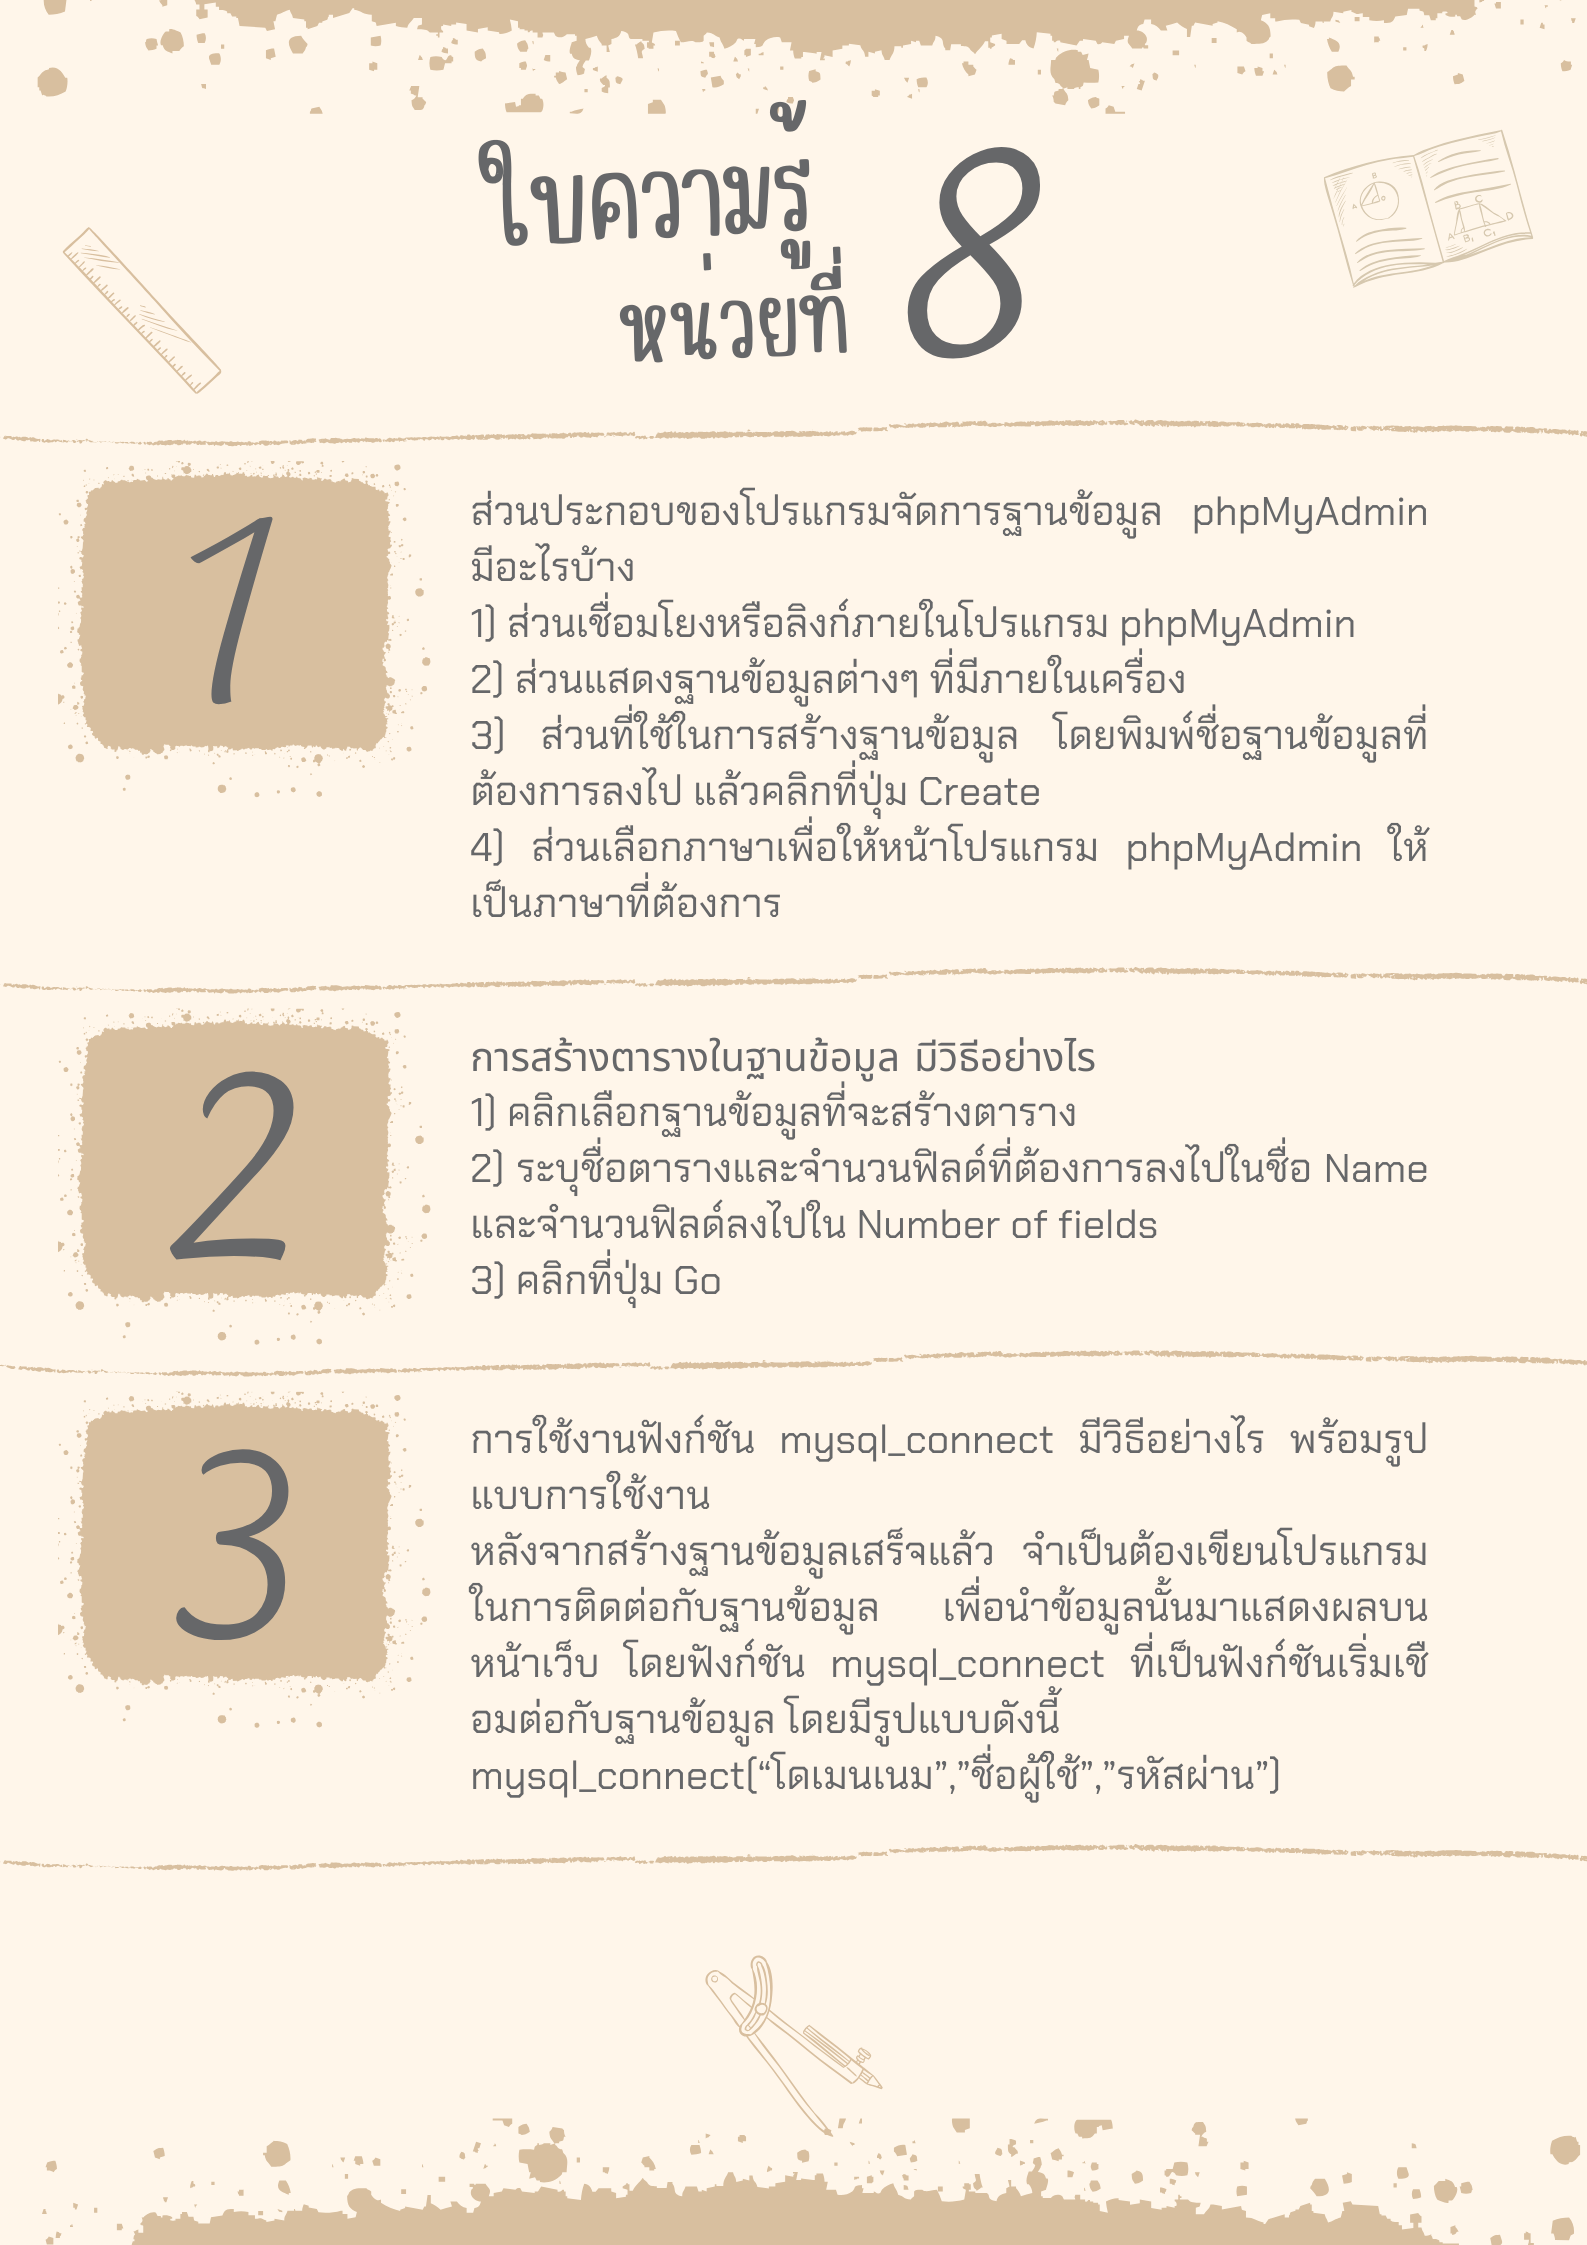 ใบความรู้
หน่วยที่ 8
1
ส่วนประกอบของโปรแกรมจัดการฐานข้อมูล phpMyAdmin
มีอะไรบ้าง
1) ส่วนเชื่อมโยงหรือลิงก์ภายในโปรแกรม phpMyAdmin
2) ส่วนแสดงฐานข้อมูลต่างๆ ที่มีภายในเครื่อง
3) ส่วนที่ใช้ในการสร้างฐานข้อมูล โดยพิมพ์ชื่อฐานข้อมูลที่
ต้องการลงไป แล้วคลิกที่ปุ่ม Create
4) ส่วนเลือกภาษาเพื่อให้หน้าโปรแกรม phpMyAdmin ให้
เป็นภาษาที่ต้องการ
2
การสร้างตารางในฐานข้อมูล มีวิธีอย่างไร
1) คลิกเลือกฐานข้อมูลที่จะสร้างตาราง
2) ระบุชื่อตารางและจำนวนฟิลด์ที่ต้องการลงไปในชื่อ Name
และจำนวนฟิลด์ลงไปใน Number of fields
3) คลิกที่ปุ่ม Go
3
การใช้งานฟังก์ชัน mysql_connect มีวิธีอย่างไร พร้อมรูป
แบบการใช้งาน
หลังจากสร้างฐานข้อมูลเสร็จแล้ว จำเป็นต้องเขียนโปรแกรม
ในการติดต่อกับฐานข้อมูล เพื่อนำข้อมูลนั้นมาแสดงผลบน
หน้าเว็บ โดยฟังก์ชัน mysql_connect ที่เป็นฟังก์ชันเริ่มเชื
อมต่อกับฐานข้อมูล โดยมีรูปแบบดังนี้
mysql_connect(“โดเมนเนม”,”ชื่อผู้ใช้”,”รหัสผ่าน”)